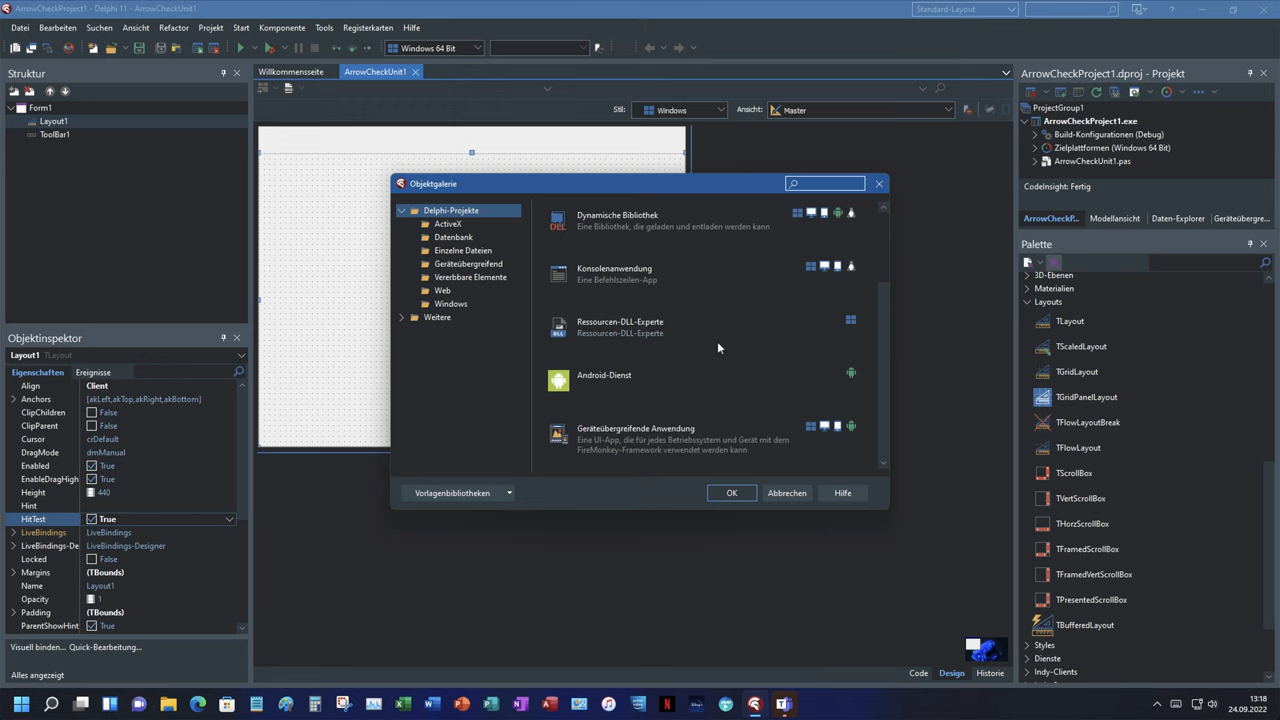 ArrowCheckProject1 - Delphi 11 - ArrowCheckUnit1
Standard-Layout
Datei Bearbeiten Suchen Ansicht Refactor Projekt Start Komponente Tools Registerkarten Hilfe
Windows 64 Bit
Struktur
Form1
Layout1
ToolBar1
Objektinspektor
Layout1 TLayout
Eigenschaften Ereignisse
Align Client
Anchors [akLeft,akTop,akRight,akBottom]
ClipChildren False
ClipParent False
Cursor crDefault
DragMode dmManual
Enabled True
EnableDragHigh True
Height 440
Hint
HitTest True
LiveBindings LiveBindings
LiveBindings-De LiveBindings-Designer
Locked False
Margins (TBounds)
Name Layout1
Opacity 1
Padding (TBounds)
ParentShowHint True
Visuell binden... Quick-Bearbeitung...
Alles angezeigt
Willkommensseite ArrowCheckUnit1
Stil: Windows Ansicht: Master
Objektgalerie
Delphi-Projekte
ActiveX
Datenbank
Einzelne Dateien
Geräteübergreifend
Vererbbare Elemente
Web
Windows
Weitere
Dynamische Bibliothek
Eine Bibliothek, die geladen und entladen werden kann
DLL
Konsolenanwendung
Eine Befehlszeilen-App
Ressourcen-DLL-Experte
Ressourcen-DLL-Experte
DLL
Android-Dienst
Geräteübergreifende Anwendung
Eine UI-App, die für jedes Betriebssystem und Gerät mit dem
FireMonkey-Framework verwendet werden kann
Vorlagenbibliotheken OK Abbrechen Hilfe
Code Design Historie
ArrowCheckProject1.dproj - Projekt
ProjectGroup1
ArrowCheckProject1.exe
Build-Konfigurationen (Debug)
Zielplattformen (Windows 64 Bit)
ArrowCheckUnit1.pas
CodeInsight: Fertig
ArrowCheckP... Modellansicht Daten-Explorer Geräteübergre...
Palette
3D-Ebenen
Materialien
Layouts
TLayout
TScaledLayout
TGridLayout
TGridPanelLayout
TFlowLayoutBreak
TFlowLayout
TScrollBox
TVertScrollBox
THorzScrollBox
TFramedScrollBox
TFramedVertScrollBox
TPresentedScrollBox
TBufferedLayout
Styles
Dienste
Indy-Clients
13:18
24.09.2022